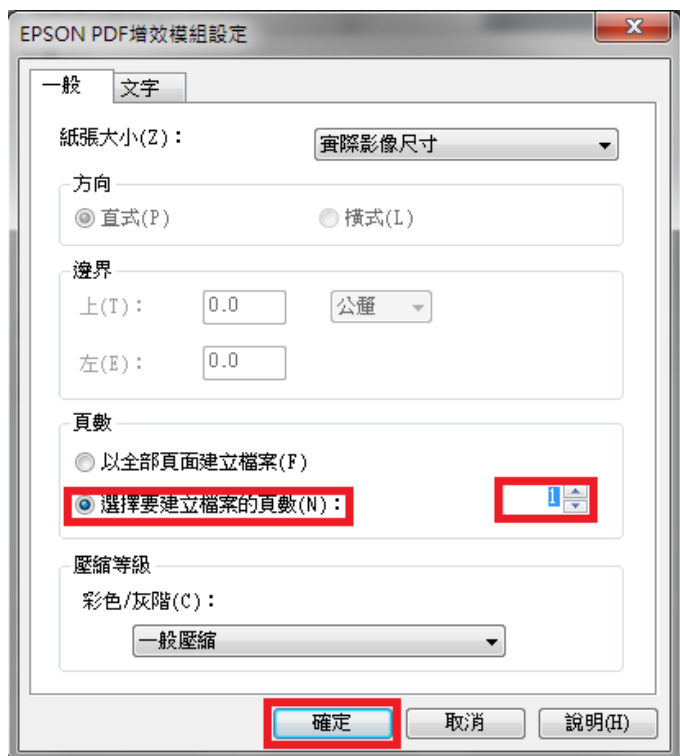 EPSON PDF增效模組設定
X
一般
文字
紙張大小(Z)：
實際影像尺寸
方向
直式(P)
橫式(L)
邊界
上(T)：
0.0
公釐
左(E)：
0.0
頁數
以全部頁面建立檔案(F)
選擇要建立檔案的頁數(N)：
1
壓縮等級
彩色/灰階(C)：
一般壓縮
確定
取消
說明(H)